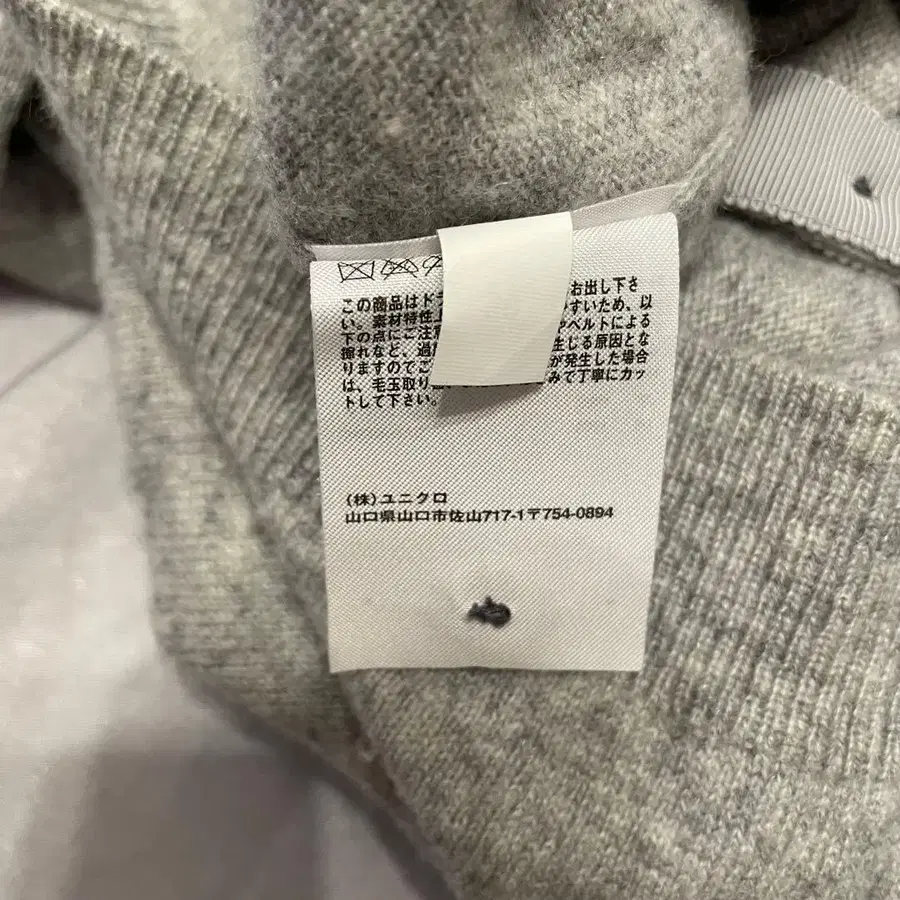 この商品はド
お出し下さ
い。素材特性
すいため、以
下の点にご注意
やベルトによる
擦れなど、過
生じる原因とな
りますのでご
が発生した場合
は、毛玉取り
みで丁寧にカッ
トして下さい。
(株)ユニクロ
山口県山口市佐山717-1〒754-0894